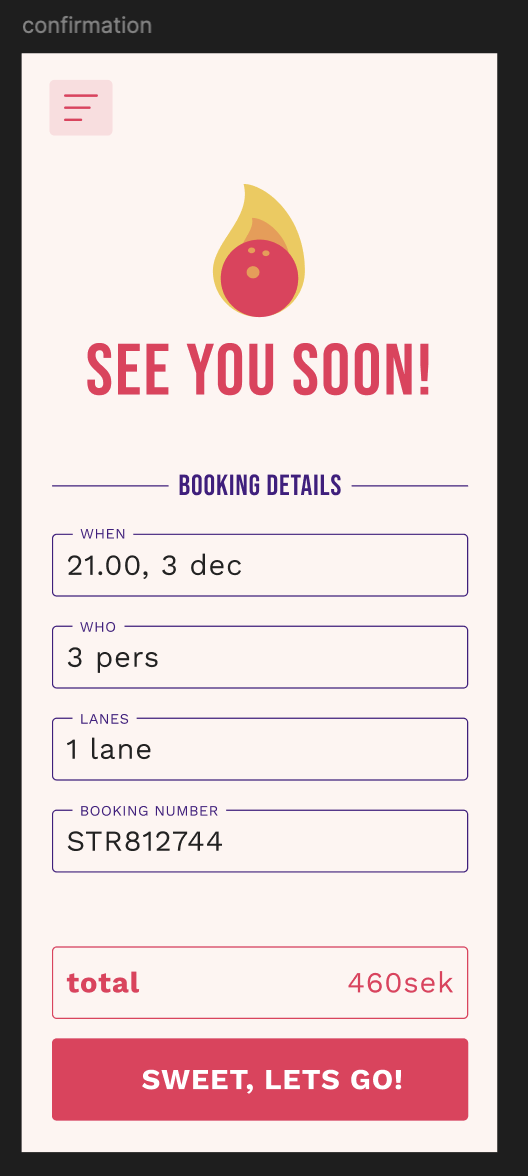 confirmation
SEE YOU SOON!
BOOKING DETAILS
WHEN
21.00, 3 dec
WHO
3 pers
LANES
1 lane
BOOKING NUMBER
STR812744
total 460sek
SWEET, LETS GO!